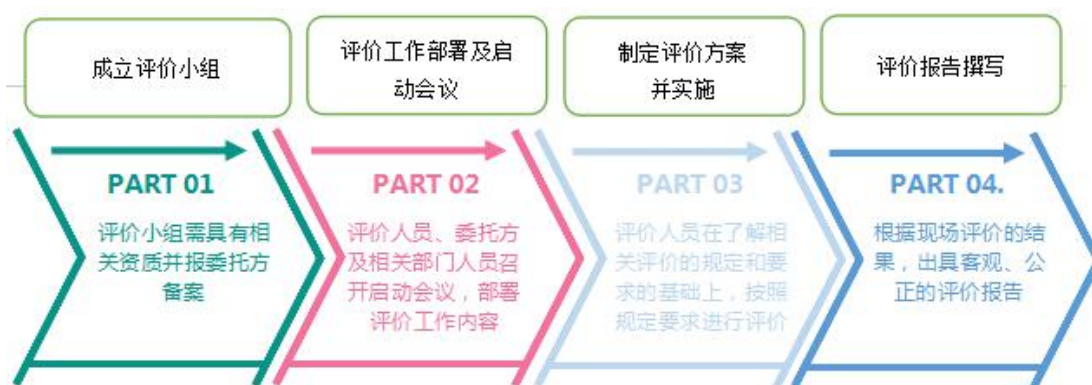 成立评价小组
评价工作部署及启
动会议
制定评价方案
并实施
评价报告撰写
PART 01
评价小组需具有相
关资质并报委托方
备案
PART 02
评价人员、委托方
及相关部门人员召
开启动会议，部署
评价工作内容
PART 03
评价人员在了解相
关评价的规定和要
求的基础上，按照
规定要求进行评价
PART 04.
根据现场评价的结
果，出具客观、公
正的评价报告